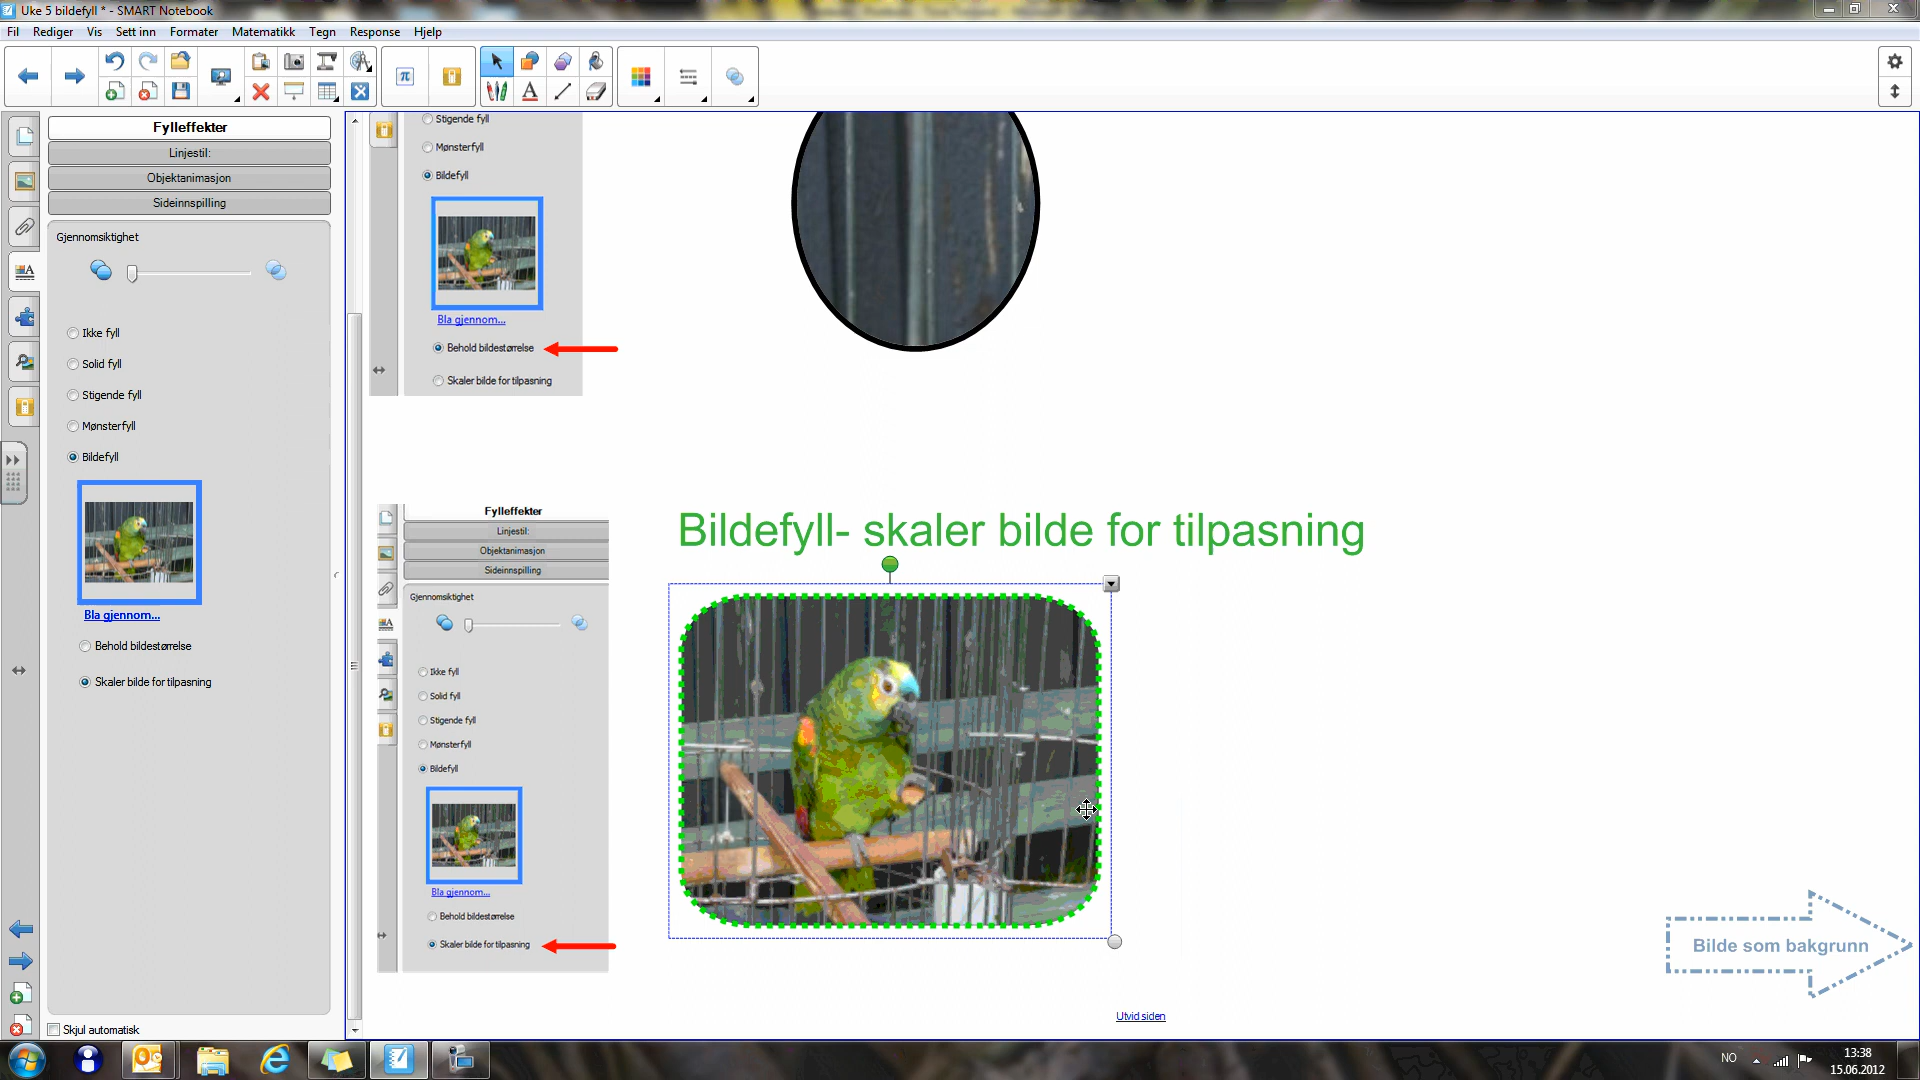 Uke 5 bildefyll * - SMART Notebook
Fil Rediger Vis Sett inn Formater Matematikk Tegn Response Hjelp
Fylleffekter
Linjestil:
Objektanimasjon
Sideinnspilling
Gjennomsiktighet
Ikke fyll
Solid fyll
Stigende fyll
Mønsterfyll
Bildefyll
Bla gjennom...
Behold bildestørrelse
Skaler bilde for tilpasning
Skjul automatisk
Stigende fyll
Mønsterfyll
Bildefyll
Bla gjennom...
Behold bildestørrelse
Skaler bilde for tilpasning
Fylleffekter
Linjestil:
Objektanimasjon
Sideinnspilling
Gjennomsiktighet
Ikke fyll
Solid fyll
Stigende fyll
Mønsterfyll
Bildefyll
Bla gjennom...
Behold bildestørrelse
Skaler bilde for tilpasning
Bildefyll- skaler bilde for tilpasning
Bilde som bakgrunn
Utvid siden
NO
13:38
15.06.2012